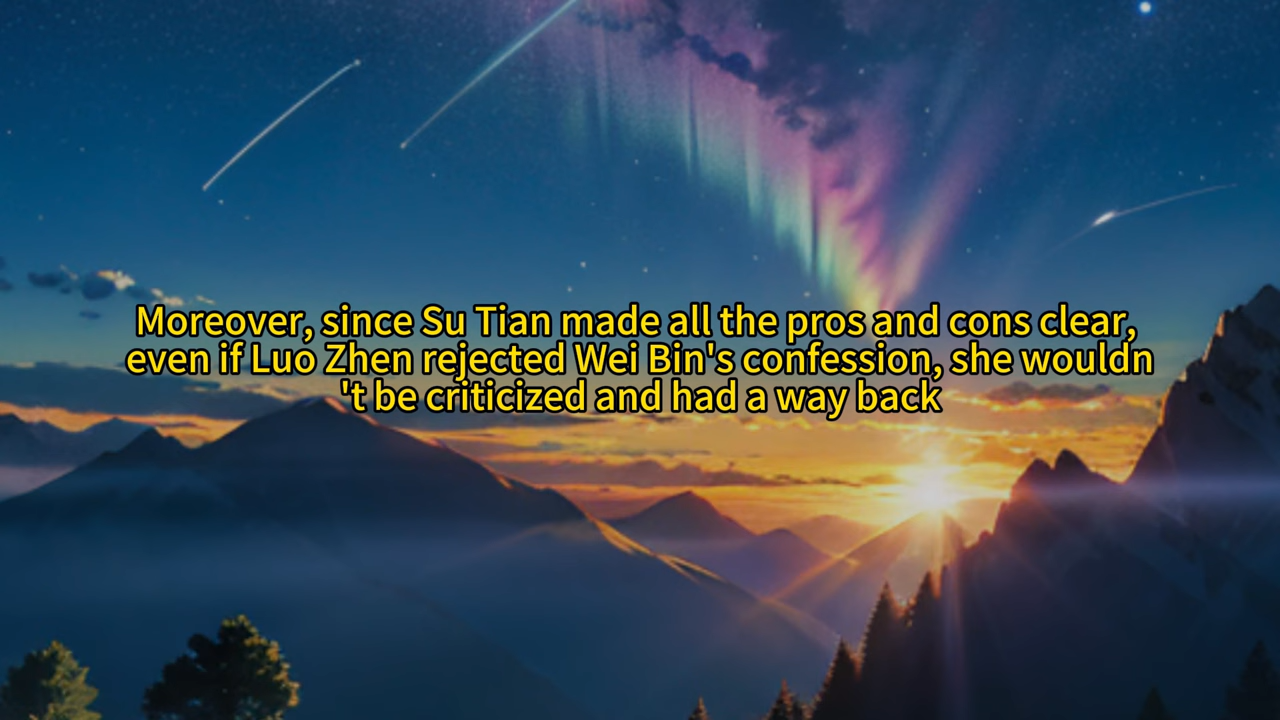 Moreover, since Su Tian made all the pros and cons clear,
even if Luo Zhen rejected Wei Bin's confession, she wouldn
't be criticized and had a way back